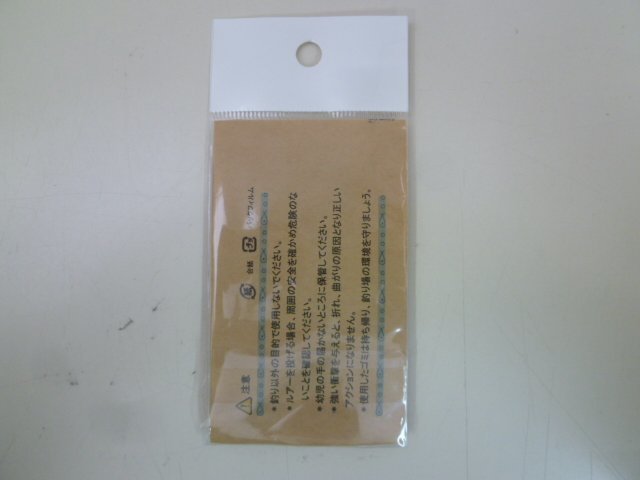 ⚠ 注意
＊釣り以外の目的で使用しないでください。
＊ルアーを投げる場合、周囲の安全を確かめ危険のな
いことを確認してください。
＊幼児の手の届かないところに保管してください。
＊強い衝撃を与えると、折れ、曲がりの原因となり正しい
アクションになりません。
＊使用したゴミは持ち帰り、釣り場の環境を守りましょう。
紙
台紙
プラ